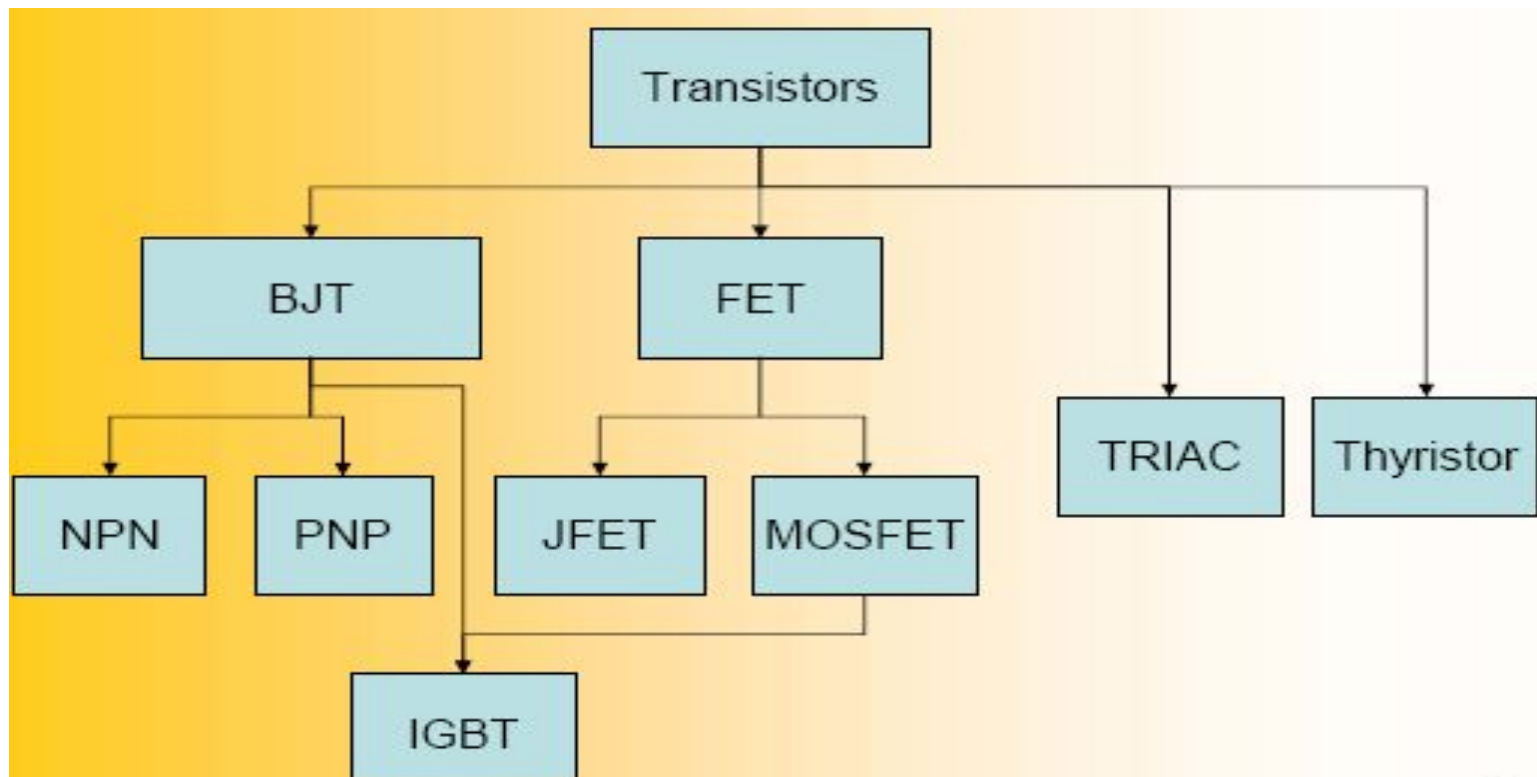 Transistors
BJT
FET
TRIAC
Thyristor
NPN
PNP
JFET
MOSFET
IGBT